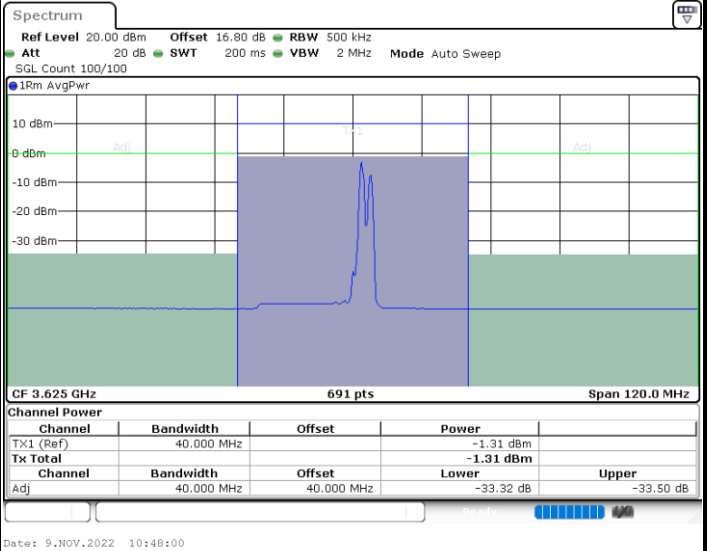 Spectrum
Ref Level 20.00 dBm Offset 16.80 dB RBW 500 kHz
Att 20 dB SWT 200 ms VBW 2 MHz Mode Auto Sweep
SGL Count 100/100
1Rm AvgPwr
10 dBm
TX1
Adj
Adj
0 dBm
-10 dBm
-20 dBm
-30 dBm
CF 3.625 GHz 691 pts Span 120.0 MHz
Channel Power
Channel Bandwidth Offset Power
TX1 (Ref) 40.000 MHz -1.31 dBm
Tx Total -1.31 dBm
Channel Bandwidth Offset Lower Upper
Adj 40.000 MHz 40.000 MHz -33.32 dB -33.50 dB
Ready
Date: 9.NOV.2022 10:48:00